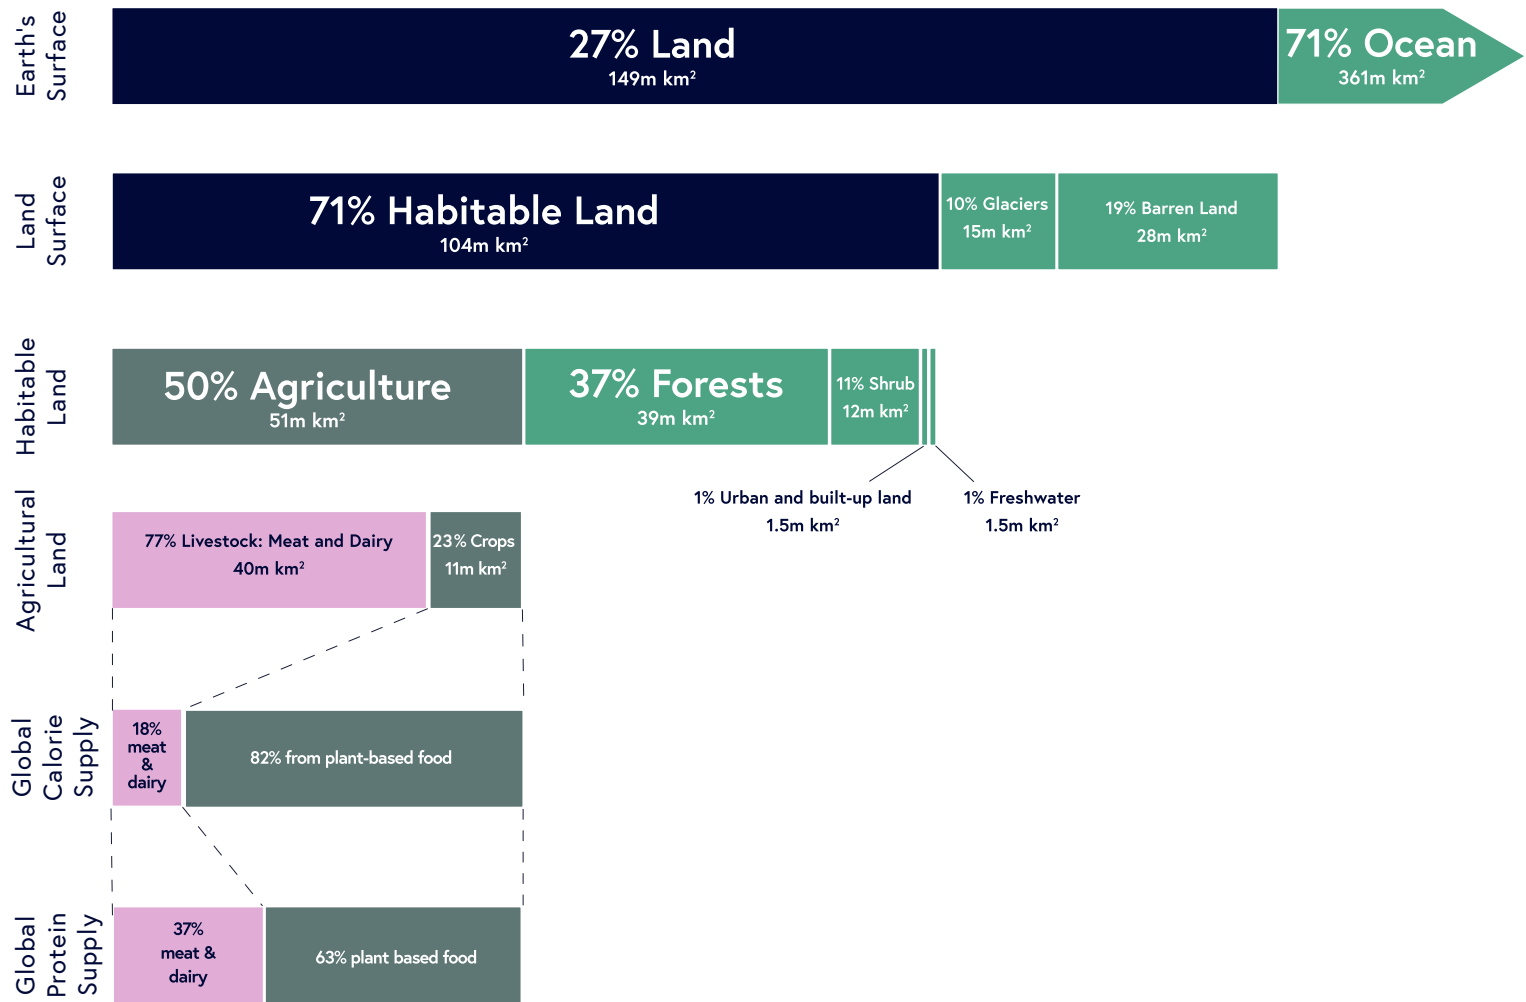 Earth's
Surface
27% Land
149m km²
71% Ocean
361m km²
Land
Surface
71% Habitable Land
104m km²
10% Glaciers
15m km²
19% Barren Land
28m km²
Habitable
Land
50% Agriculture
51m km²
37% Forests
39m km²
11% Shrub
12m km²
1% Urban and built-up land
1.5m km²
1% Freshwater
1.5m km²
Agricultural
Land
77% Livestock: Meat and Dairy
40m km²
23% Crops
11m km²
Global
Calorie
Supply
18%
meat
&
dairy
82% from plant-based food
Global
Protein
Supply
37%
meat &
dairy
63% plant based food